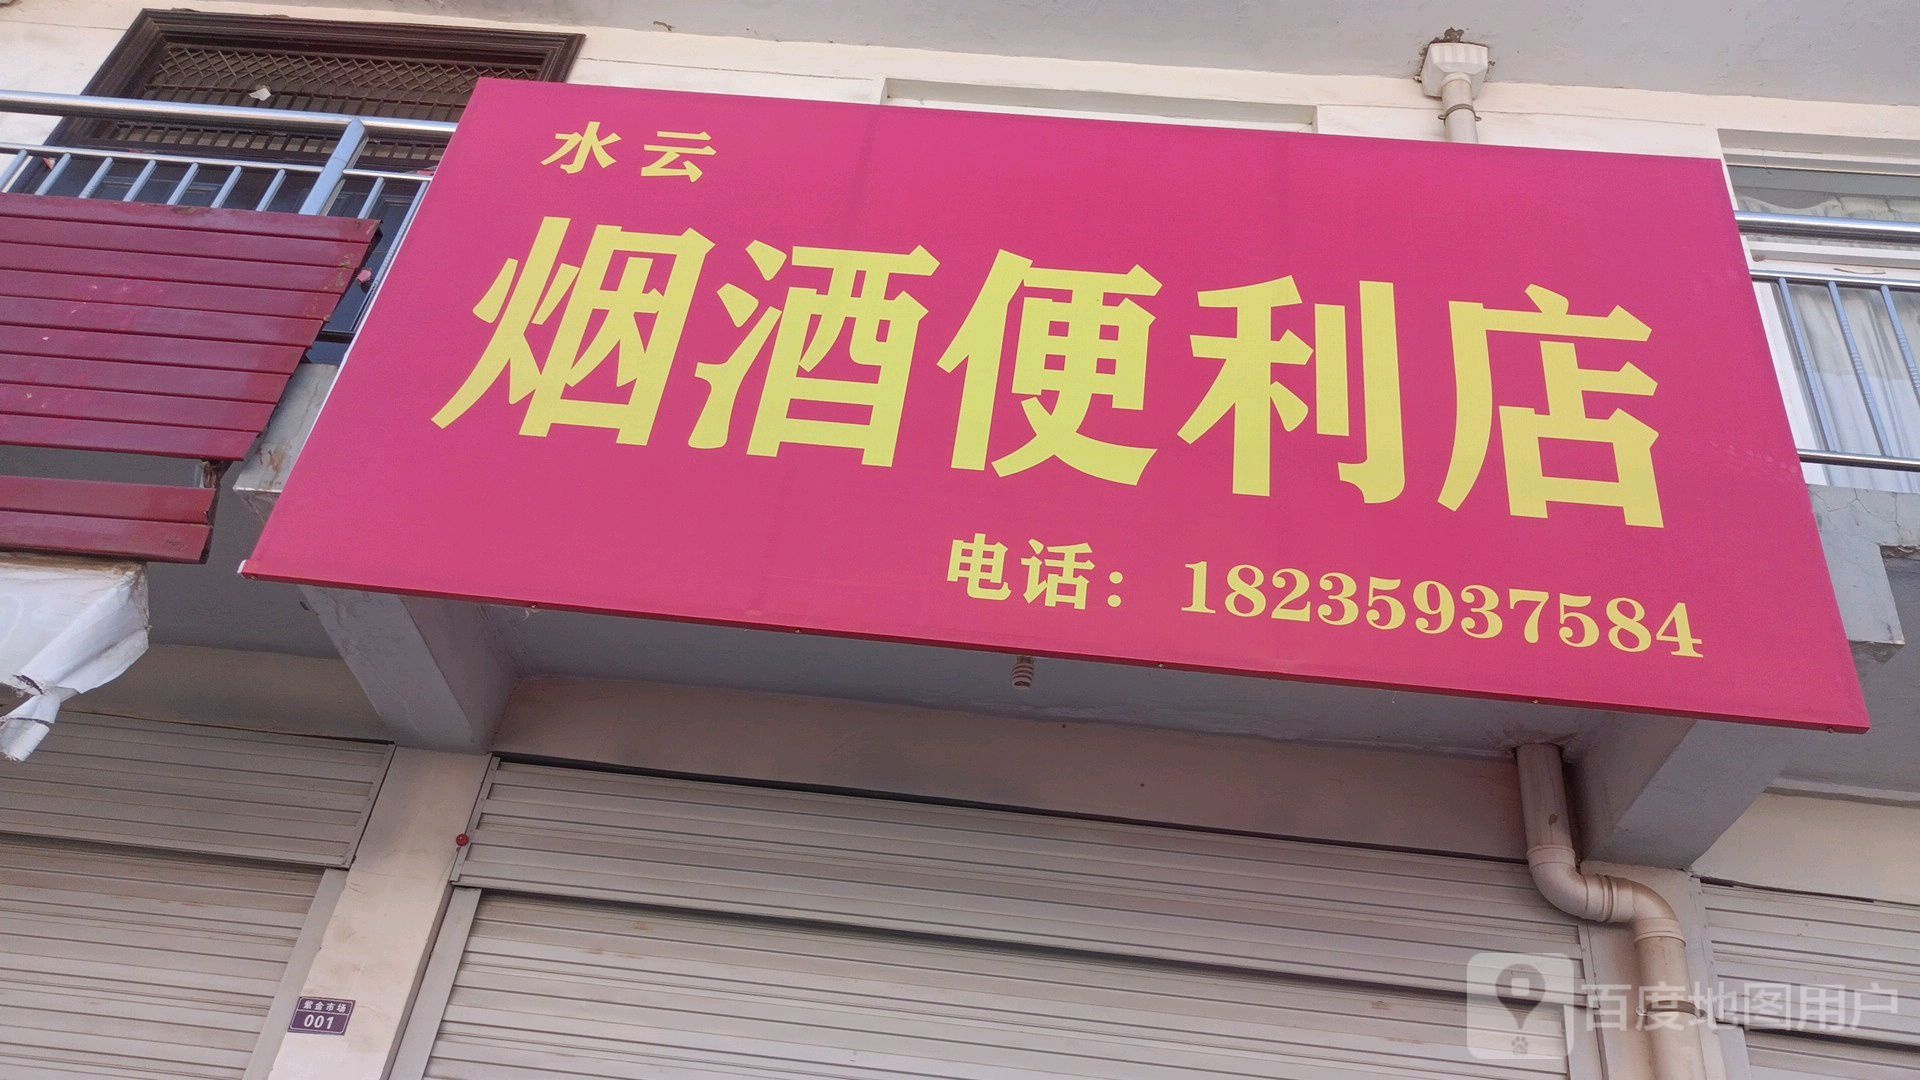 水云
烟酒便利店
电话：18235937584
紫金市场
001
百度地图用户